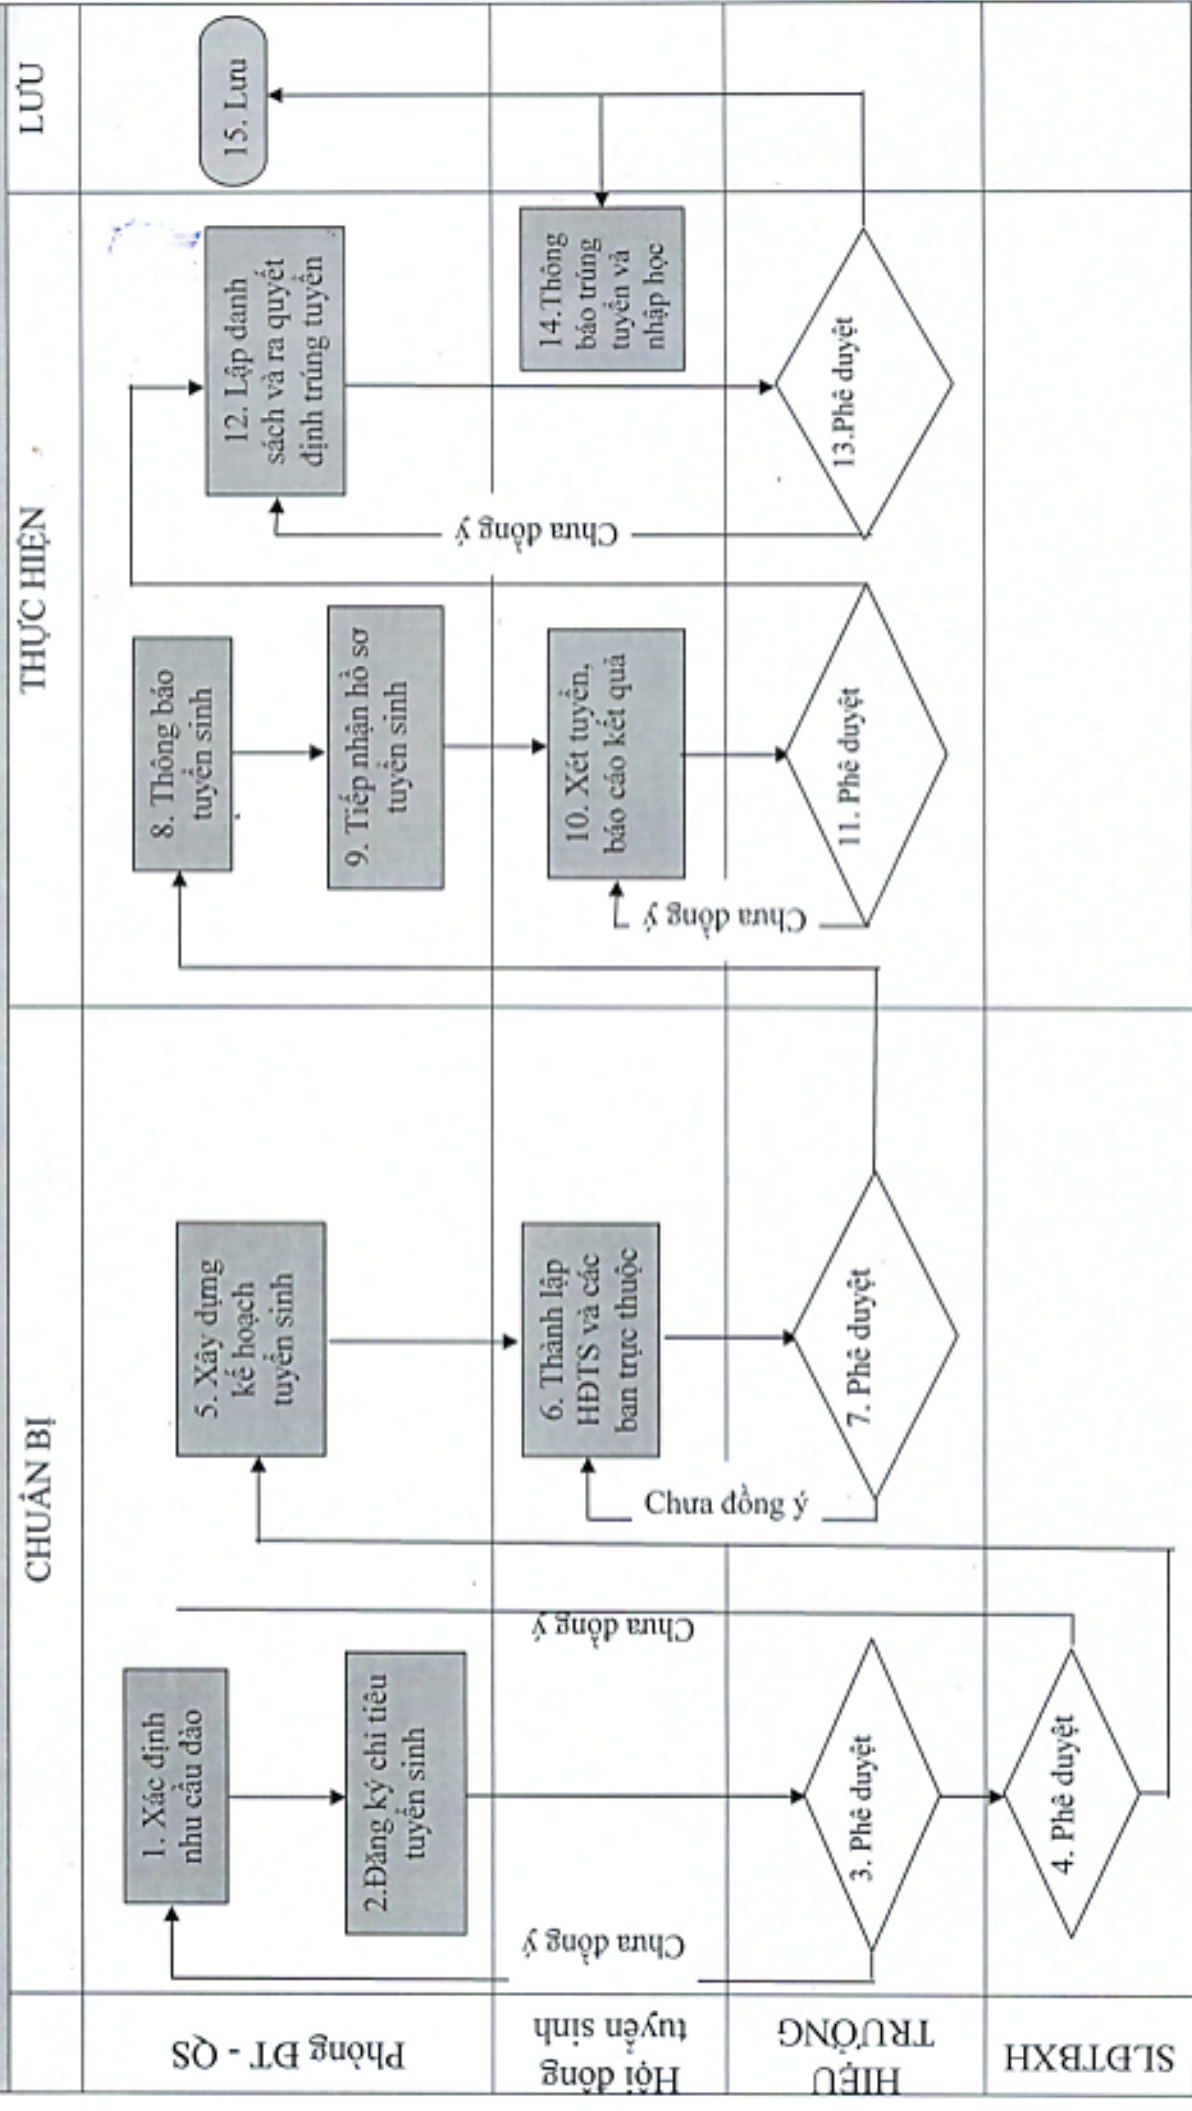 CHUẨN BỊ
THỰC HIỆN
LƯU
Phòng ĐT - QS
1. Xác định
nhu cầu đào
2.Đăng ký chỉ tiêu
tuyển sinh
5. Xây dựng
kế hoạch
tuyển sinh
8. Thông báo
tuyển sinh
9. Tiếp nhận hồ sơ
tuyển sinh
12. Lập danh
sách và ra quyết
định trúng tuyển
15. Lưu
Hội đồng
tuyển sinh
Chưa đồng ý
Chưa đồng ý
6. Thành lập
HĐTS và các
ban trực thuộc
Chưa đồng ý
10. Xét tuyển,
báo cáo kết quả
Chưa đồng ý
Chưa đồng ý
14.Thông
báo trúng
tuyển và
nhập học
HIỆU
TRƯỞNG
3. Phê duyệt
7. Phê duyệt
11. Phê duyệt
13.Phê duyệt
SLĐTBXH
4. Phê duyệt